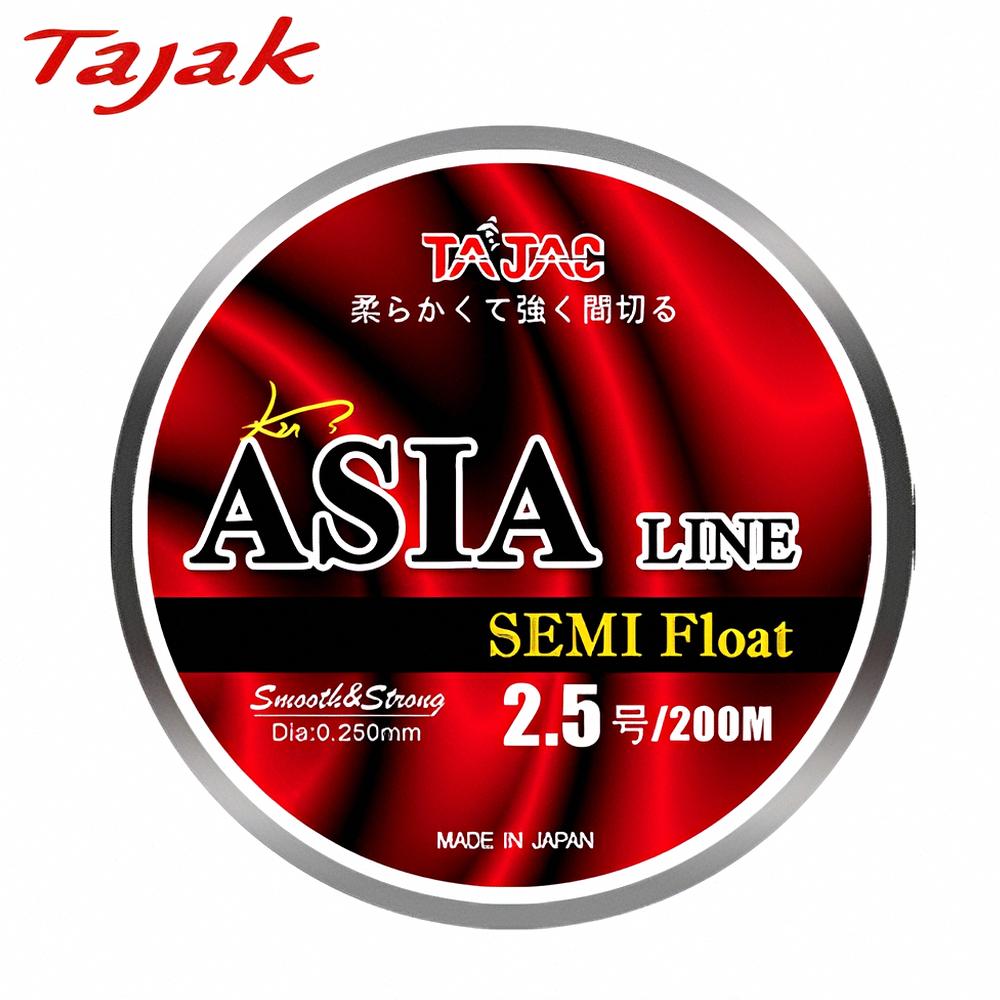 Tajak
TAJAC
柔らかくて強く間切る
ASIA LINE
SEMI Float
Smooth&Strong
Dia:0.250mm
2.5号/200M
MADE IN JAPAN